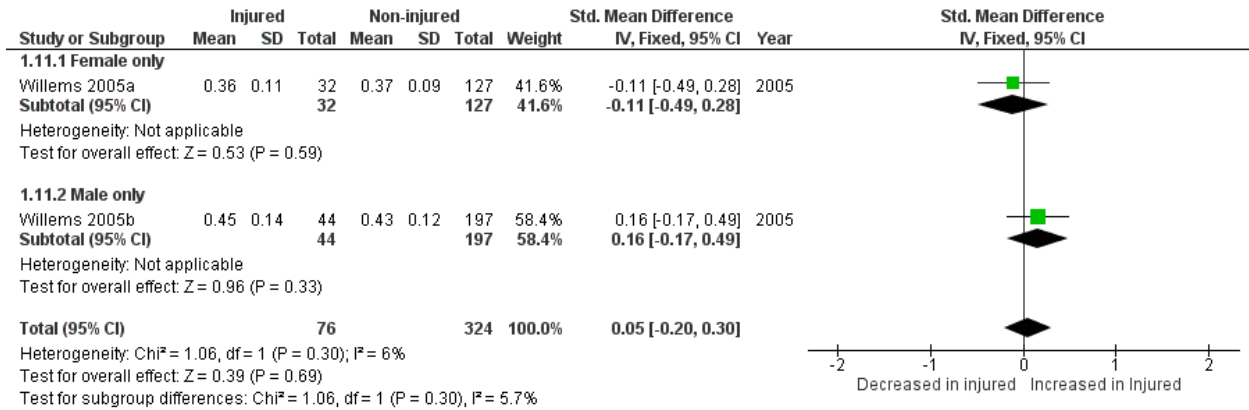 Injured Non-injured Std. Mean Difference Std. Mean Difference
Study or Subgroup Mean SD Total Mean SD Total Weight IV, Fixed, 95% CI Year IV, Fixed, 95% CI
1.11.1 Female only
Willems 2005a 0.36 0.11 32 0.37 0.09 127 41.6% -0.11 [-0.49, 0.28] 2005
Subtotal (95% CI) 32 127 41.6% -0.11 [-0.49, 0.28]
Heterogeneity: Not applicable
Test for overall effect: Z = 0.53 (P = 0.59)
1.11.2 Male only
Willems 2005b 0.45 0.14 44 0.43 0.12 197 58.4% 0.16 [-0.17, 0.49] 2005
Subtotal (95% CI) 44 197 58.4% 0.16 [-0.17, 0.49]
Heterogeneity: Not applicable
Test for overall effect: Z = 0.96 (P = 0.33)
Total (95% CI) 76 324 100.0% 0.05 [-0.20, 0.30]
Heterogeneity: Chi² = 1.06, df = 1 (P = 0.30); I² = 6%
Test for overall effect: Z = 0.39 (P = 0.69)
Test for subgroup differences: Chi² = 1.06, df = 1 (P = 0.30), I² = 5.7%
-2 -1 0 1 2
Decreased in injured Increased in Injured